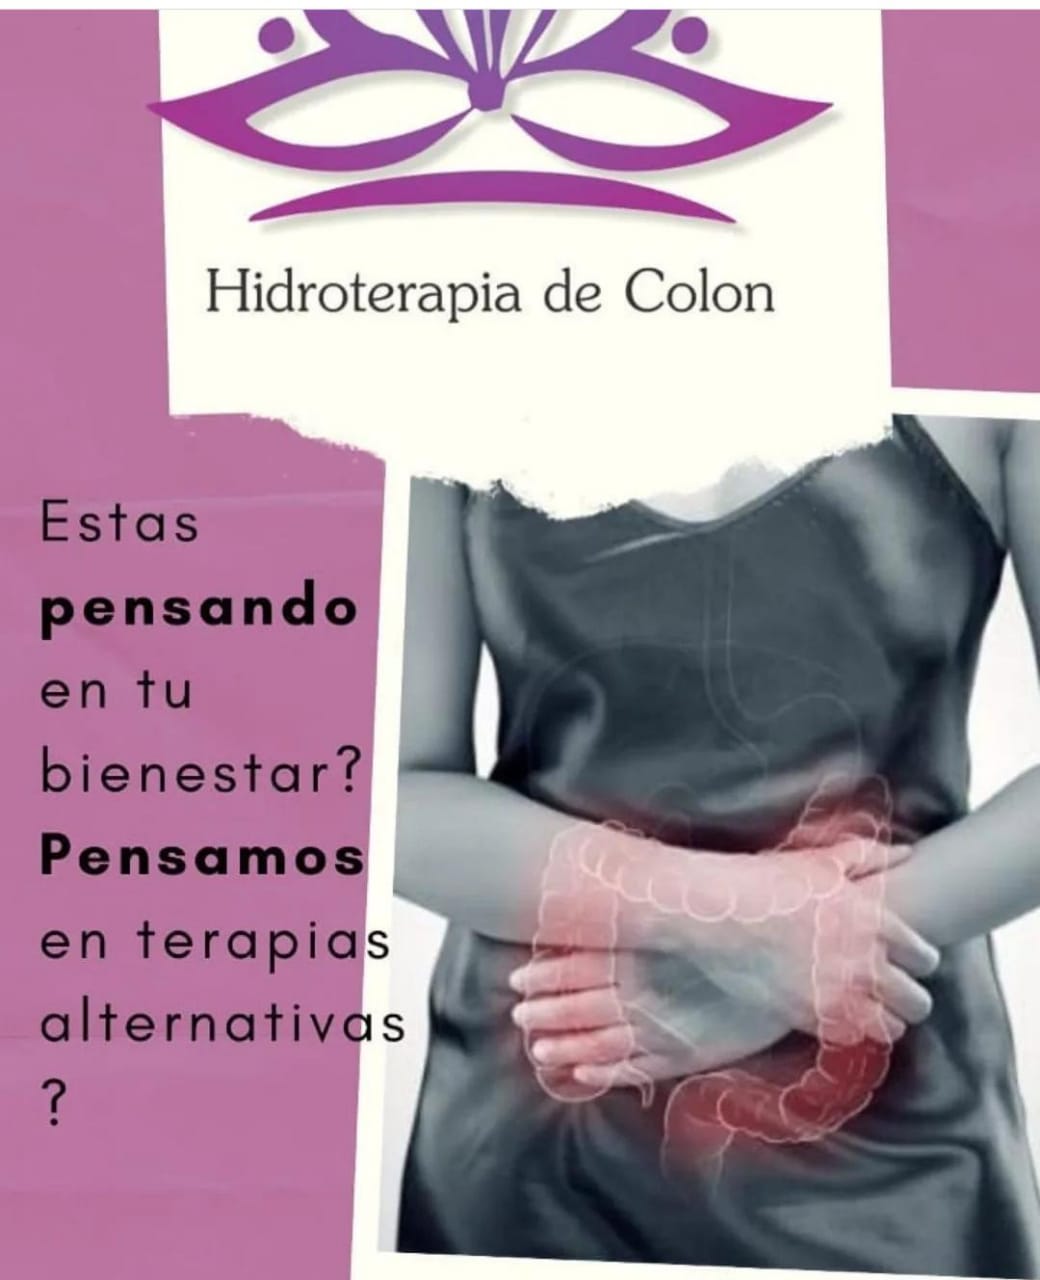 Hidroterapia de Colon
Estas
pensando
en tu
bienestar?
Pensamos
en terapias
alternativas
?